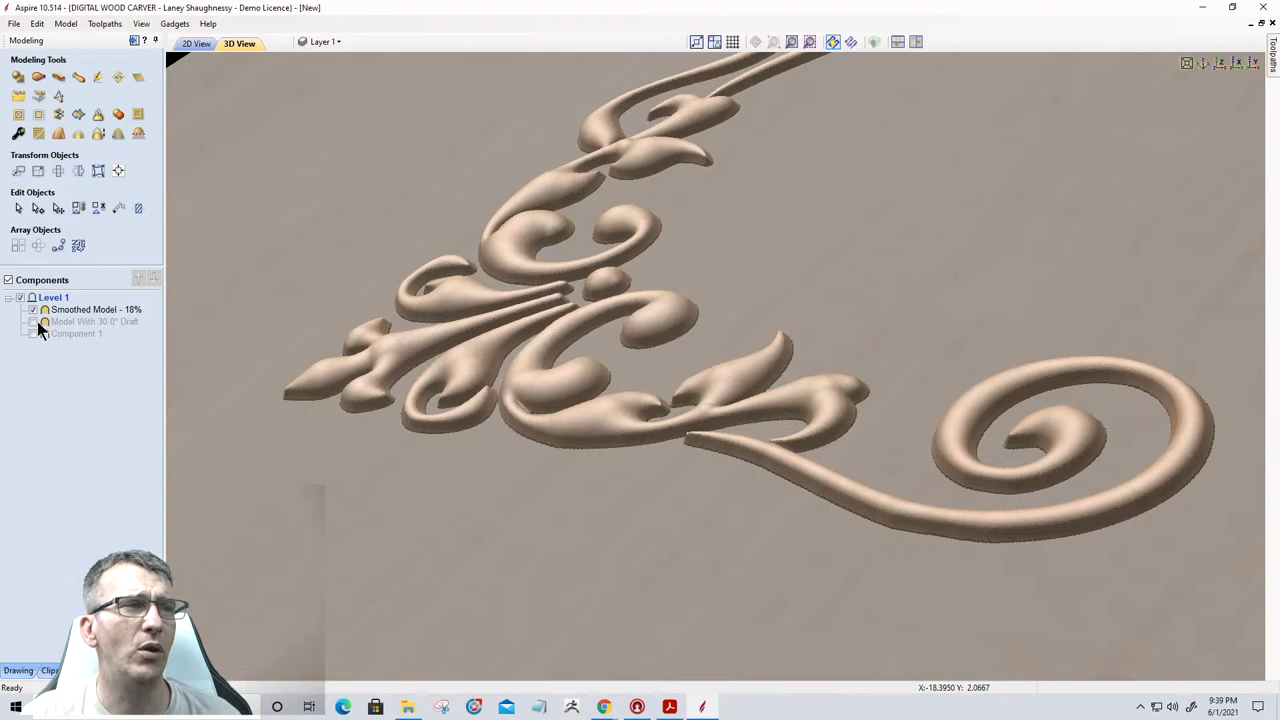 Aspire 10.514 - {DIGITAL WOOD CARVER - Laney Shaughnessy - Demo Licence} - [New]
File Edit Model Toolpaths View Gadgets Help
Modeling
2D View 3D View Layer 1
Modeling Tools
Transform Objects
Edit Objects
Array Objects
Components
Level 1
Smoothed Model - 18%
Model With 30.0° Draft
Component 1
Toolpaths
Drawing
Ready
X:-18.3950 Y: 2.0667
9:39 PM
6/1/2021